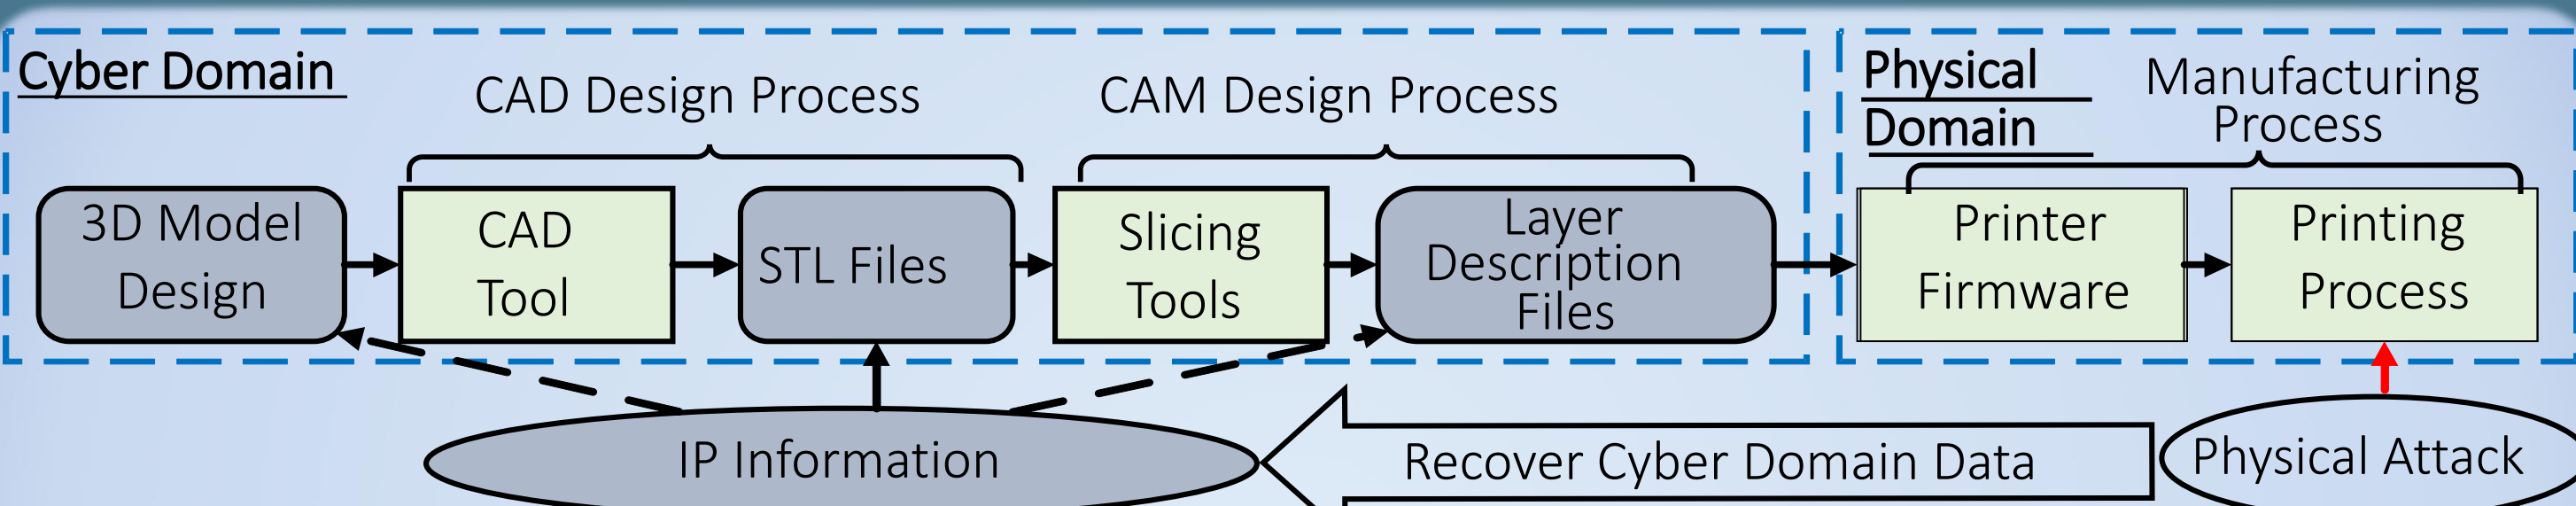 Cyber Domain
CAD Design Process
CAM Design Process
Physical
Domain
Manufacturing
Process
3D Model
Design
CAD
Tool
STL Files
Slicing
Tools
Layer
Description
Files
Printer
Firmware
Printing
Process
IP Information
Recover Cyber Domain Data
Physical Attack